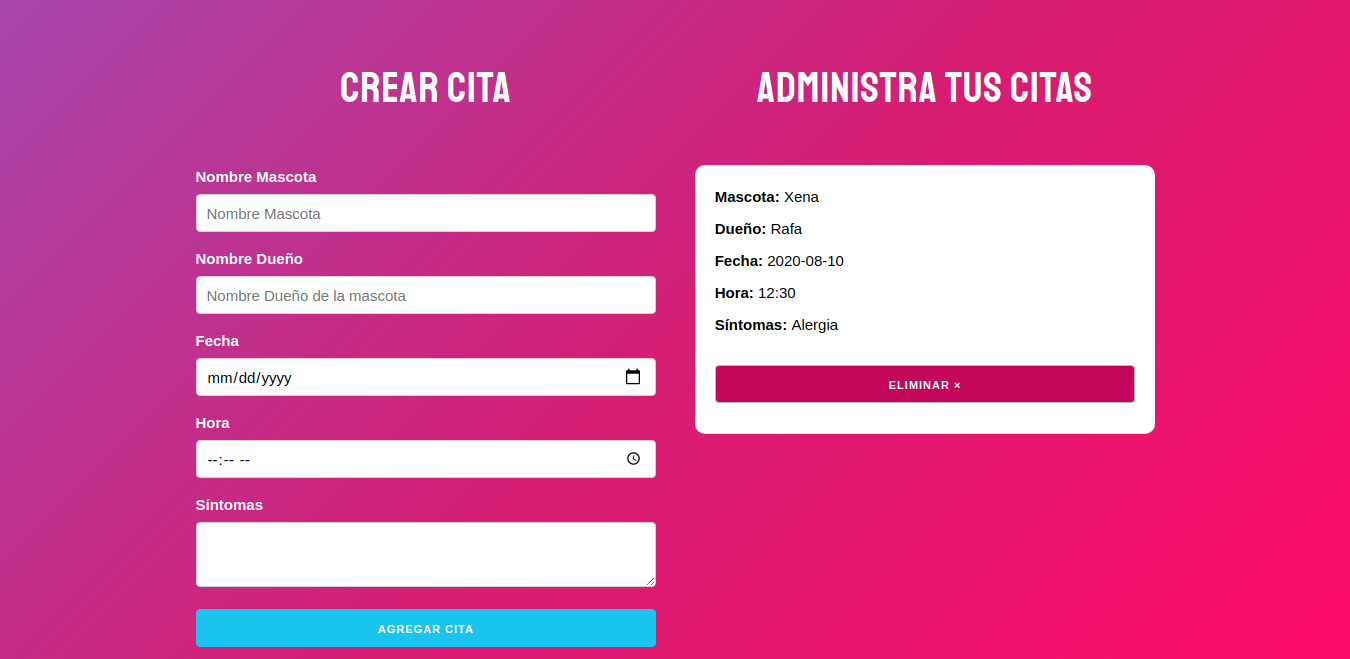 CREAR CITA
Nombre Mascota
Nombre Mascota
Nombre Dueño
Nombre Dueño de la mascota
Fecha
mm/dd/yyyy
Hora
--:-- --
Síntomas
AGREGAR CITA
ADMINISTRA TUS CITAS
Mascota: Xena
Dueño: Rafa
Fecha: 2020-08-10
Hora: 12:30
Síntomas: Alergia
ELIMINAR ×